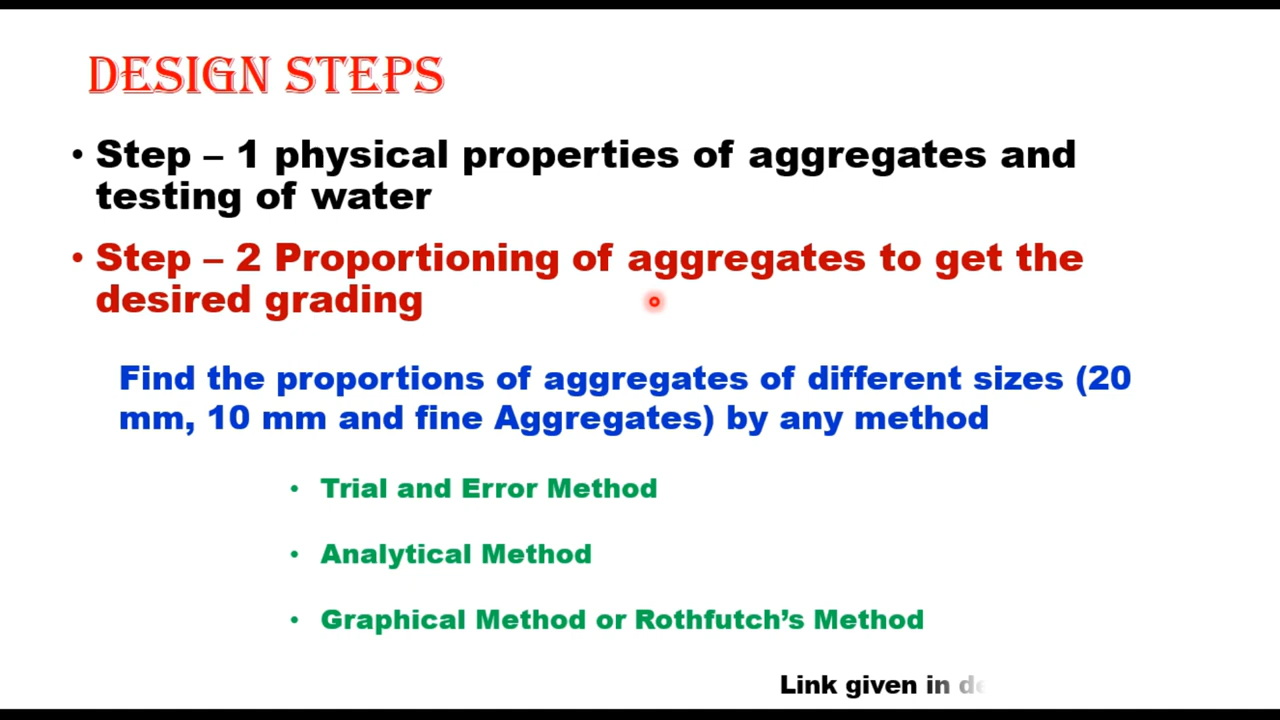 DESIGN STEPS
• Step – 1 physical properties of aggregates and
testing of water
• Step – 2 Proportioning of aggregates to get the
desired grading
Find the proportions of aggregates of different sizes (20
mm, 10 mm and fine Aggregates) by any method
• Trial and Error Method
• Analytical Method
• Graphical Method or Rothfutch’s Method
Link given in